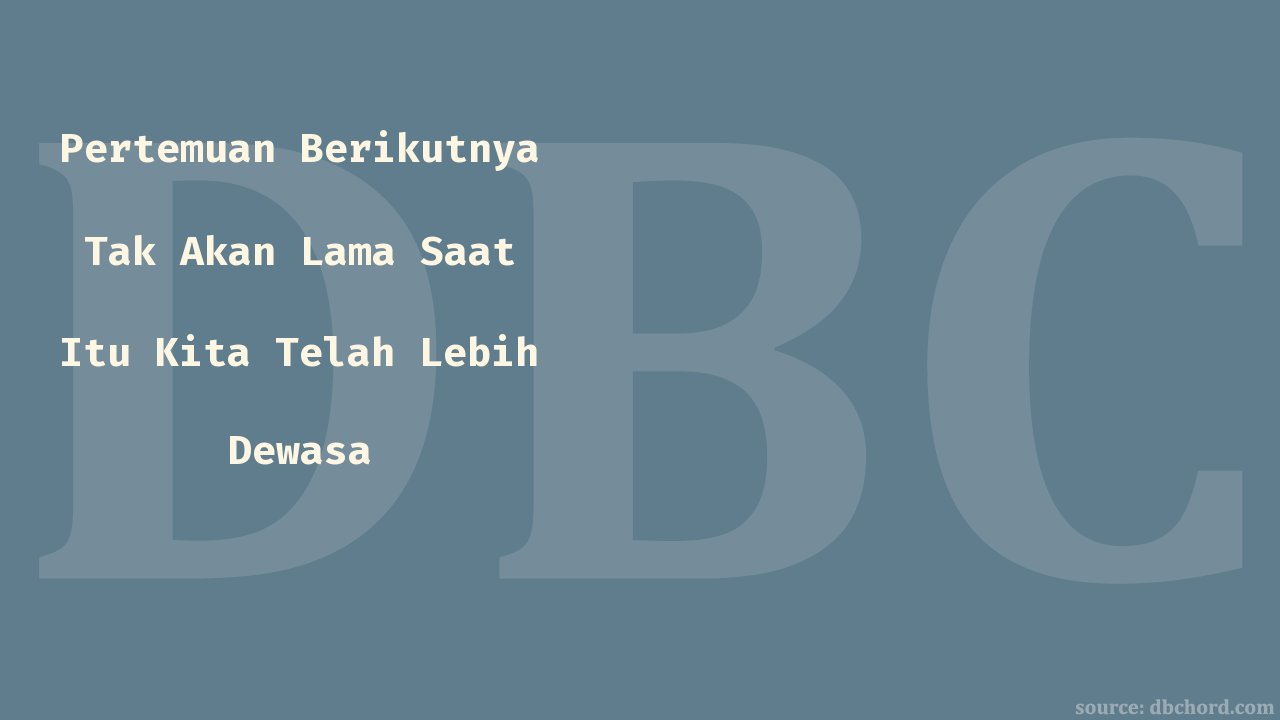 Pertemuan Berikutnya
Tak Akan Lama Saat
Itu Kita Telah Lebih
Dewasa
DBC
source: dbchord.com